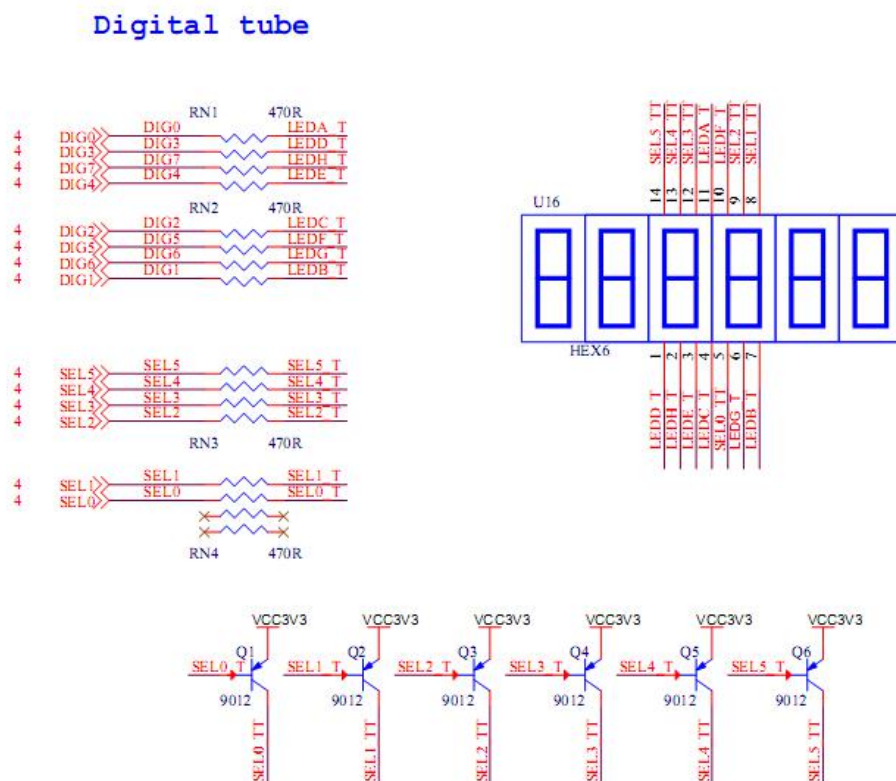 Digital tube
RN1 470R
4 DIG0 DIG0 LEDA_T
4 DIG3 DIG3 LEDD_T
4 DIG7 DIG7 LEDH_T
4 DIG4 DIG4 LEDE_T
RN2 470R
4 DIG2 DIG2 LEDC_T
4 DIG5 DIG5 LEDF_T
4 DIG6 DIG6 LEDG_T
4 DIG1 DIG1 LEDB_T
4 SEL5 SEL5 SEL5_T
4 SEL4 SEL4 SEL4_T
4 SEL3 SEL3 SEL3_T
4 SEL2 SEL2 SEL2_T
RN3 470R
4 SEL1 SEL1 SEL1_T
4 SEL0 SEL0 SEL0_T
RN4 470R
SEL5_TT SEL4_TT SEL3_TT LEDA_T LEDF_T SEL2_TT SEL1_TT
14 13 12 11 10 9 8
U16
HEX6
1 2 3 4 5 6 7
LEDD_T LEDH_T LEDE_T LEDC_T SEL0_TT LEDG_T LEDB_T
VCC3V3 VCC3V3 VCC3V3 VCC3V3 VCC3V3 VCC3V3
Q1 Q2 Q3 Q4 Q5 Q6
SEL0_T SEL1_T SEL2_T SEL3_T SEL4_T SEL5_T
9012 9012 9012 9012 9012 9012
SEL0_TT SEL1_TT SEL2_TT SEL3_TT SEL4_TT SEL5_TT